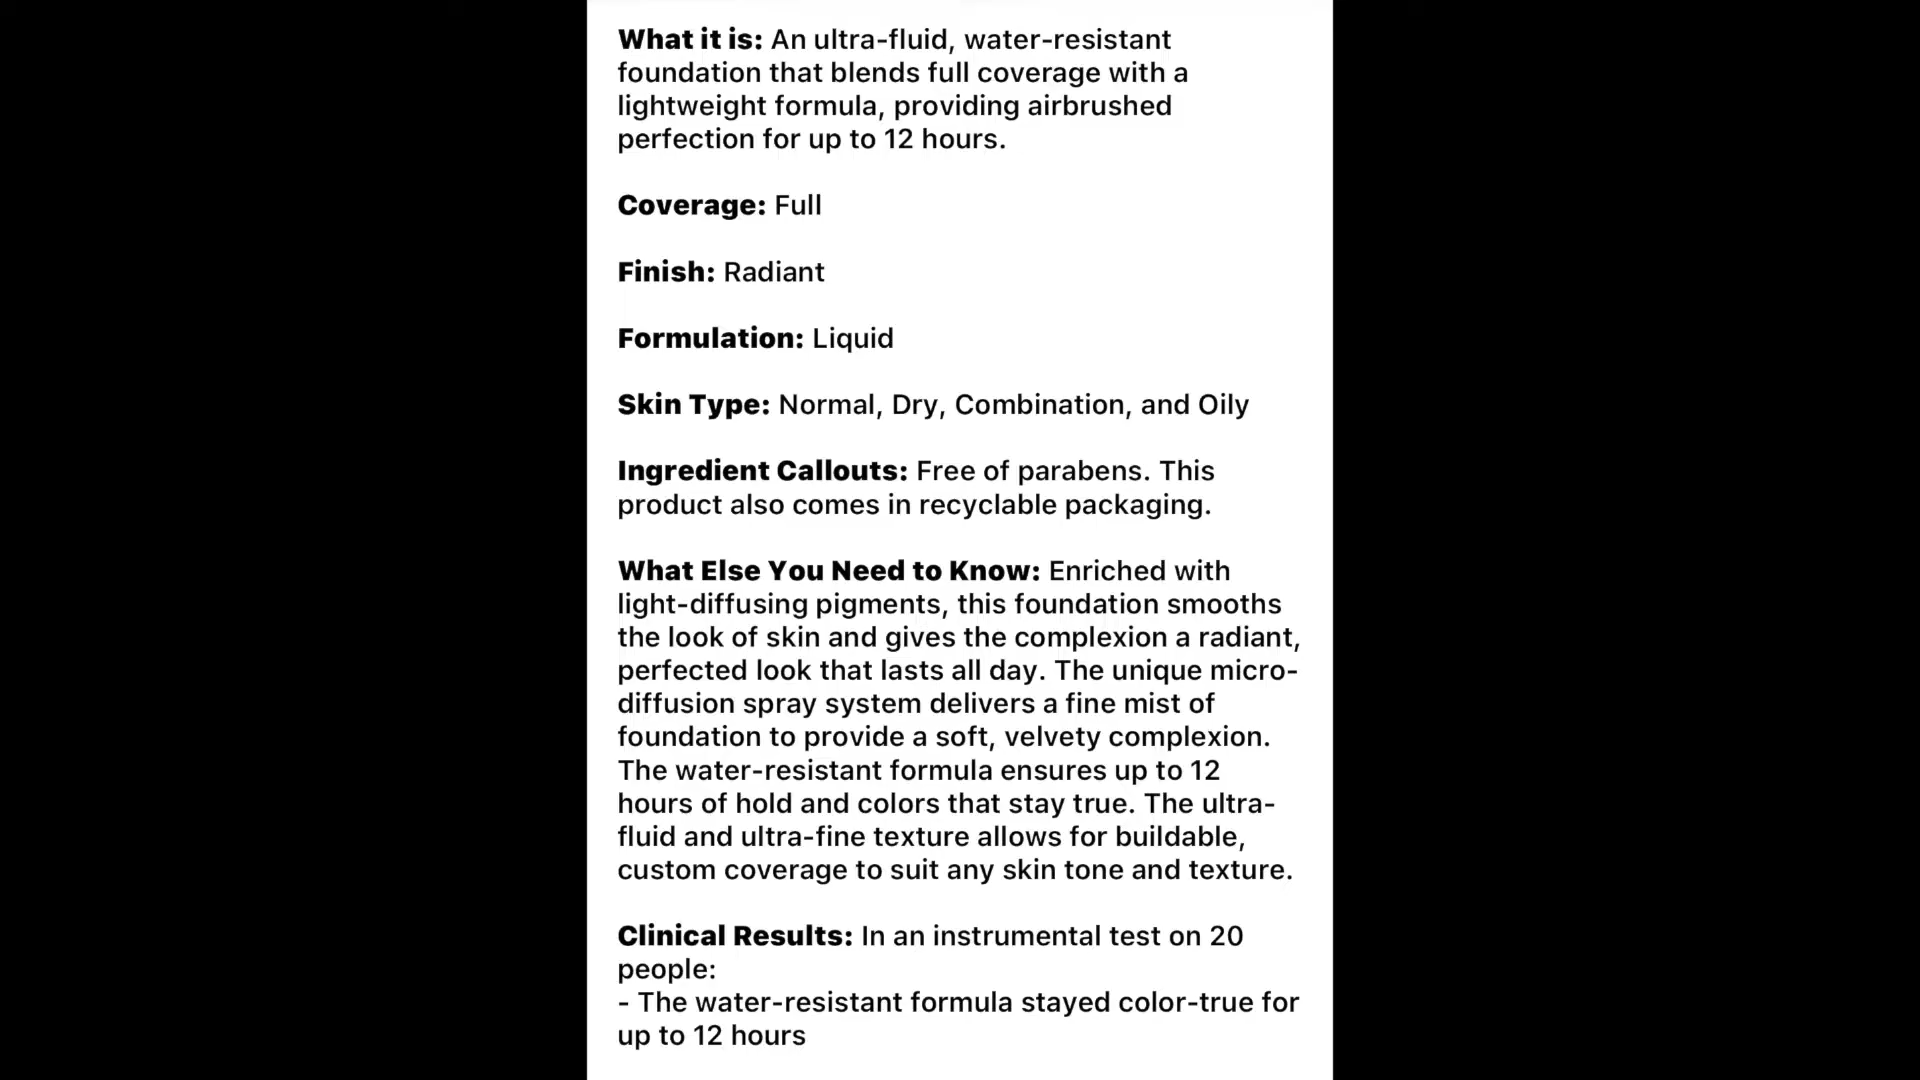 What it is: An ultra-fluid, water-resistant
foundation that blends full coverage with a
lightweight formula, providing airbrushed
perfection for up to 12 hours.
Coverage: Full
Finish: Radiant
Formulation: Liquid
Skin Type: Normal, Dry, Combination, and Oily
Ingredient Callouts: Free of parabens. This
product also comes in recyclable packaging.
What Else You Need to Know: Enriched with
light-diffusing pigments, this foundation smooths
the look of skin and gives the complexion a radiant,
perfected look that lasts all day. The unique micro-
diffusion spray system delivers a fine mist of
foundation to provide a soft, velvety complexion.
The water-resistant formula ensures up to 12
hours of hold and colors that stay true. The ultra-
fluid and ultra-fine texture allows for buildable,
custom coverage to suit any skin tone and texture.
Clinical Results: In an instrumental test on 20
people:
- The water-resistant formula stayed color-true for
up to 12 hours